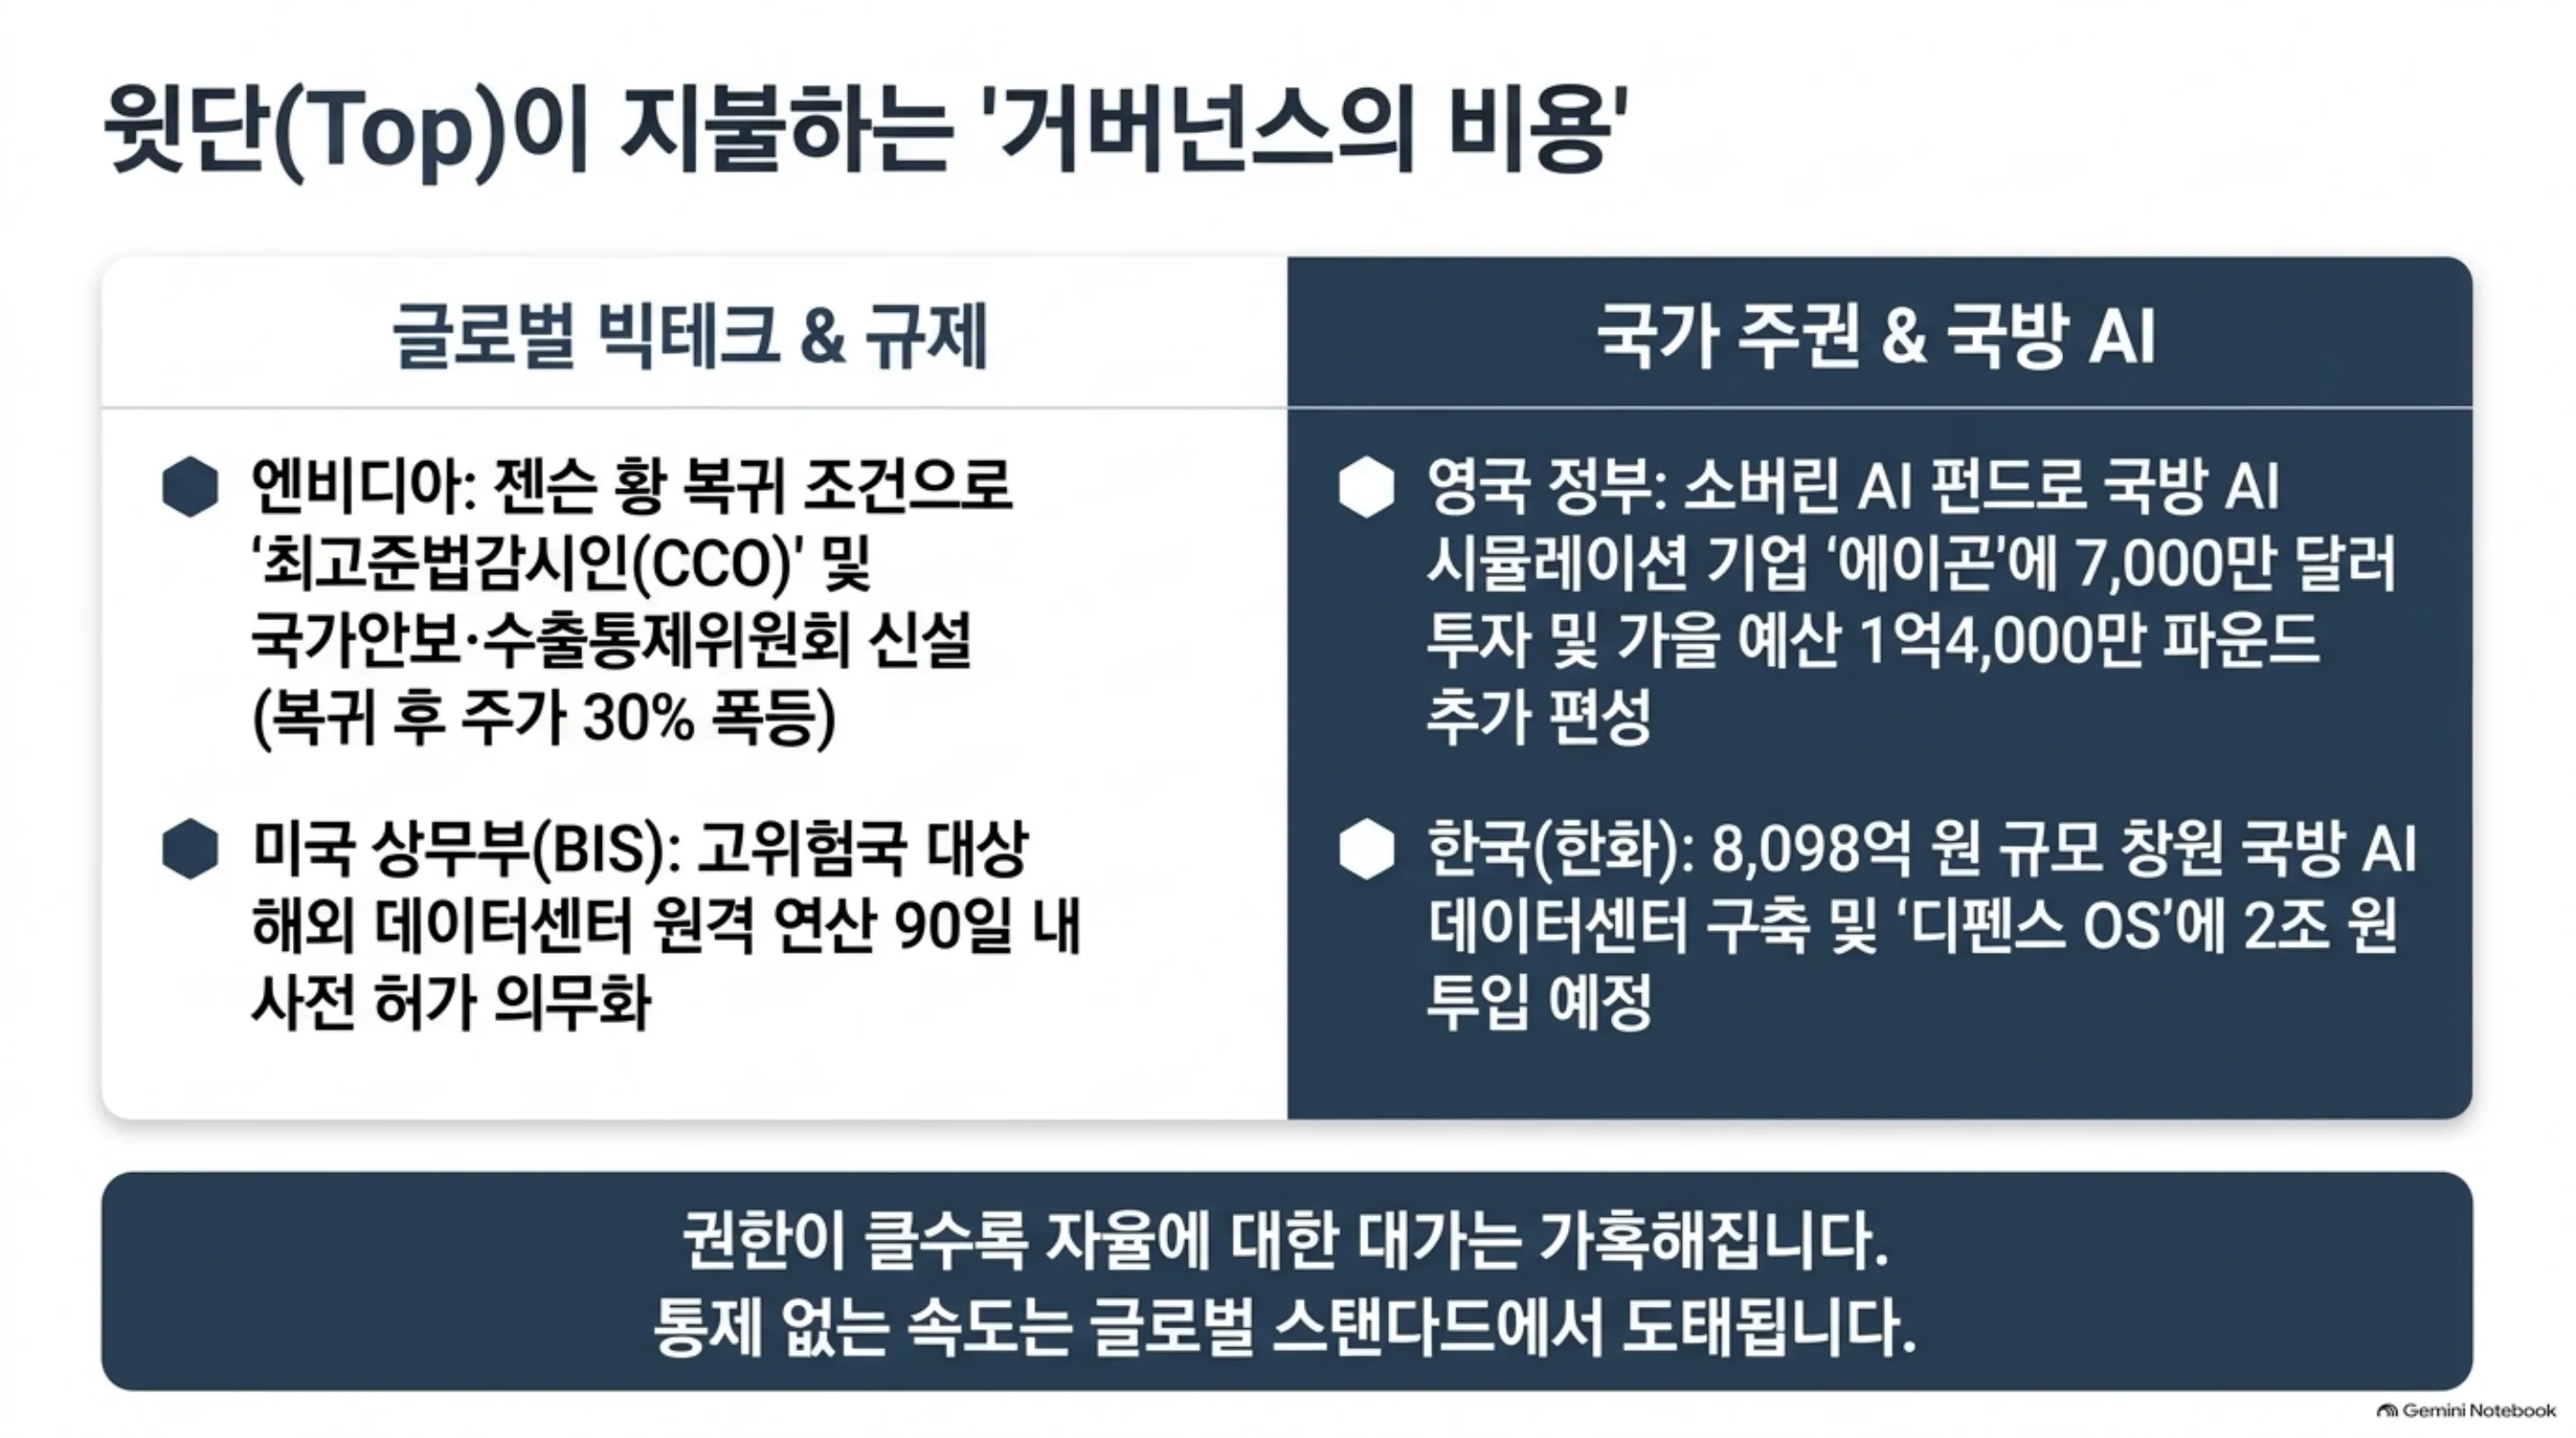 윗단(Top)이 지불하는 '거버넌스의 비용'
글로벌 빅테크 & 규제
엔비디아: 젠슨 황 복귀 조건으로
‘최고준법감시인(CCO)’ 및
국가안보·수출통제위원회 신설
(복귀 후 주가 30% 폭등)
미국 상무부(BIS): 고위험국 대상
해외 데이터센터 원격 연산 90일 내
사전 허가 의무화
국가 주권 & 국방 AI
영국 정부: 소버린 AI 펀드로 국방 AI
시뮬레이션 기업 ‘에이곤’에 7,000만 달러
투자 및 가을 예산 1억4,000만 파운드
추가 편성
한국(한화): 8,098억 원 규모 창원 국방 AI
데이터센터 구축 및 ‘디펜스 OS’에 2조 원
투입 예정
권한이 클수록 자율에 대한 대가는 가혹해집니다.
통제 없는 속도는 글로벌 스탠다드에서 도태됩니다.
Gemini Notebook